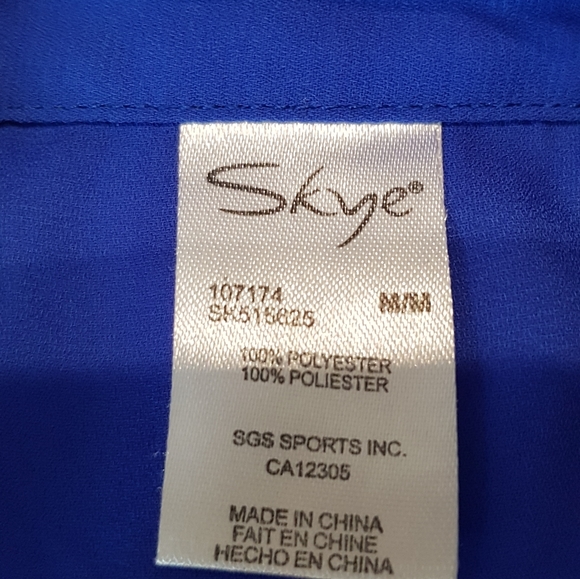 Skye®
107174 M/M
SK515625
100% POLYESTER
100% POLIESTER
SGS SPORTS INC.
CA12305
MADE IN CHINA
FAIT EN CHINE
HECHO EN CHINA